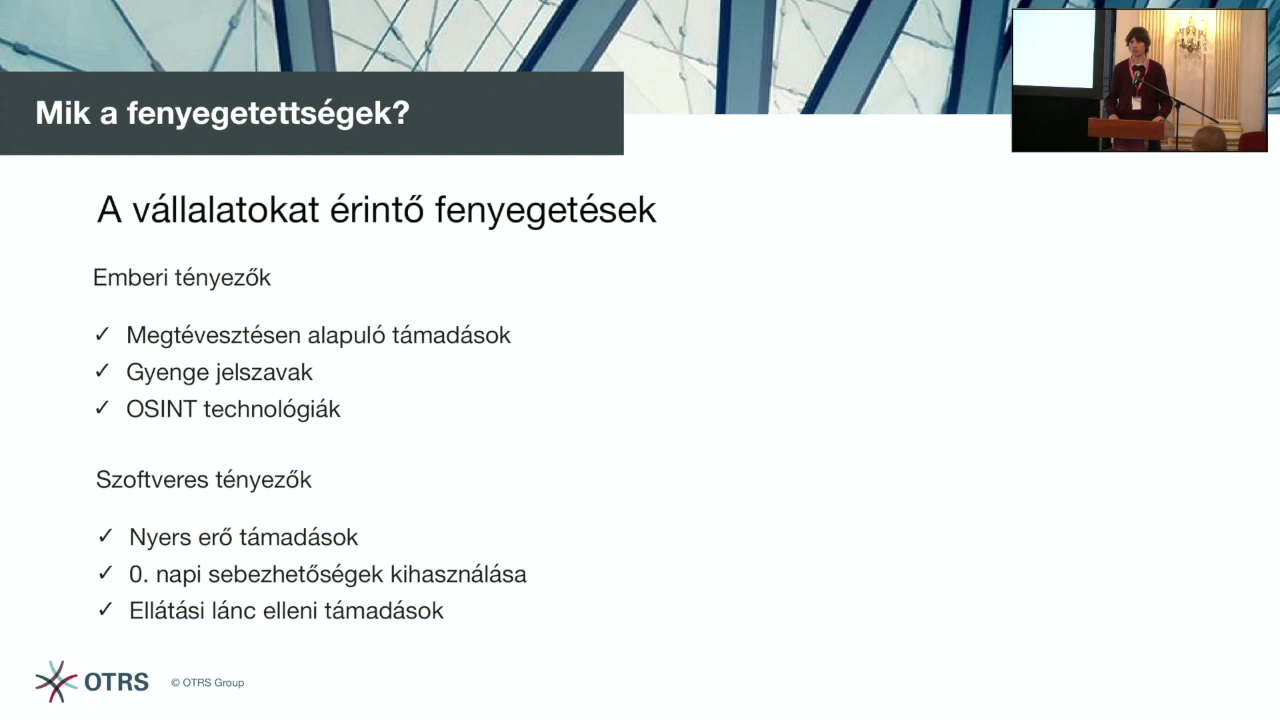 Mik a fenyegetettségek?
A vállalatokat érintő fenyegetések
Emberi tényezők
✓ Megtévesztésen alapuló támadások
✓ Gyenge jelszavak
✓ OSINT technológiák
Szoftveres tényezők
✓ Nyers erő támadások
✓ 0. napi sebezhetőségek kihasználása
✓ Ellátási lánc elleni támadások
OTRS © OTRS Group